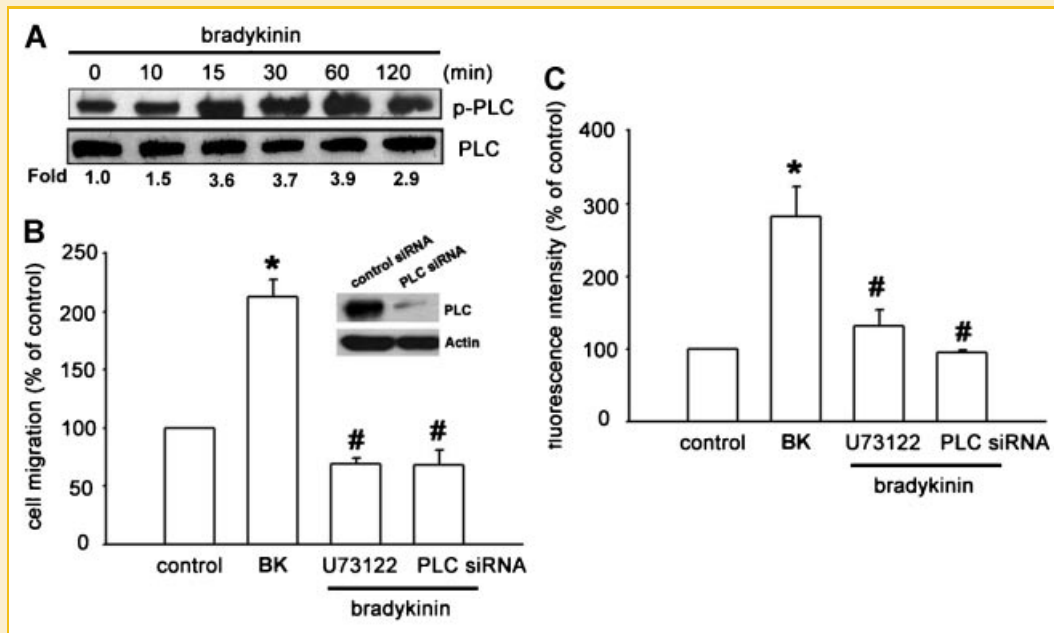 A
bradykinin
0 10 15 30 60 120 (min)
p-PLC
PLC
Fold 1.0 1.5 3.6 3.7 3.9 2.9
B
cell migration (% of control)
250
200
150
100
50
0
*
#
#
control siRNA
PLC siRNA
PLC
Actin
control BK U73122 PLC siRNA
bradykinin
C
fluorescence intensity (% of control)
400
300
200
100
0
*
#
#
control BK U73122 PLC siRNA
bradykinin